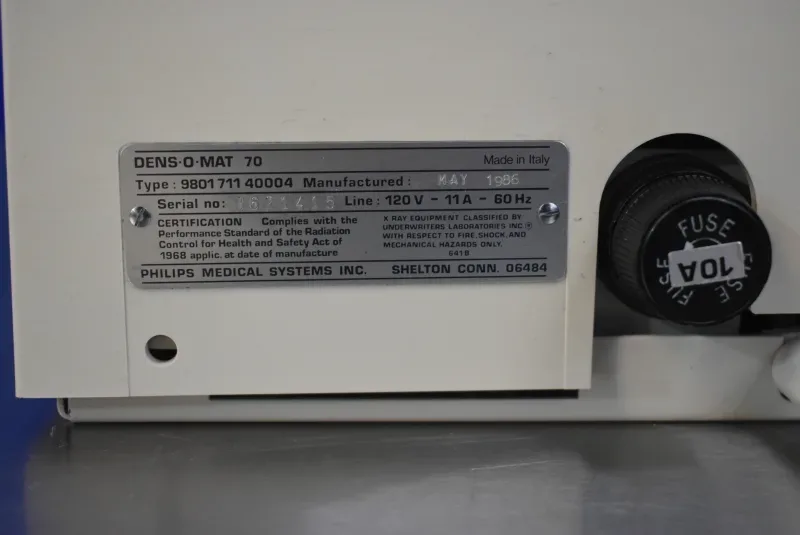 DENS·O·MAT 70 Made in Italy
Type : 9801 711 40004 Manufactured : MAY 1986
Serial no: Line : 120 V - 11 A - 60 Hz
CERTIFICATION Complies with the
Performance Standard of the Radiation
Control for Health and Safety Act of
1968 applic. at date of manufacture
X RAY EQUIPMENT CLASSIFIED BY
UNDERWRITERS LABORATORIES INC ®
WITH RESPECT TO FIRE, SHOCK, AND
MECHANICAL HAZARDS ONLY.
641B
PHILIPS MEDICAL SYSTEMS INC. SHELTON CONN. 06484
FUSE
FUSE
FUSE
10A